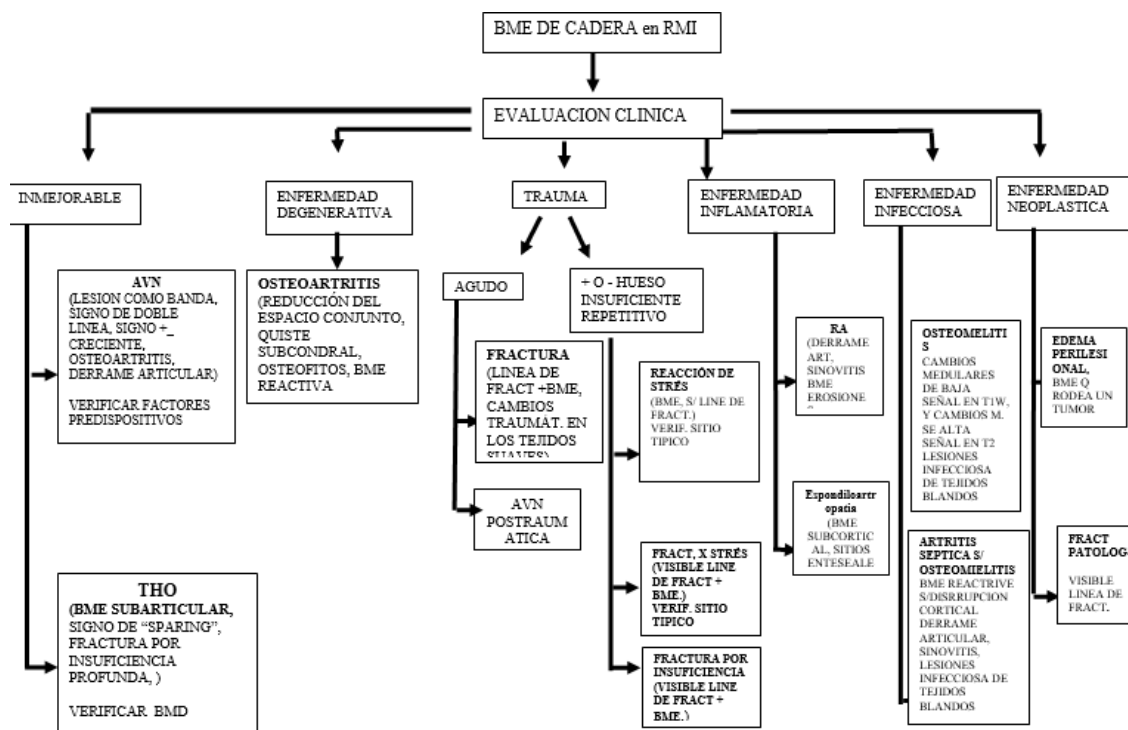 BME DE CADERA en RMI
EVALUACION CLINICA
INMEJORABLE
AVN
(LESION COMO BANDA,
SIGNO DE DOBLE
LINEA, SIGNO +_
CRECIENTE,
OSTEOARTRITIS,
DERRAME ARTICULAR)
VERIFICAR FACTORES
PREDISPOSITIVOS
THO
(BME SUBARTICULAR,
SIGNO DE “SPARING”,
FRACTURA POR
INSUFICIENCIA
PROFUNDA, )
VERIFICAR BMD
ENFERMEDAD
DEGENERATIVA
OSTEOARTRITIS
(REDUCCIÓN DEL
ESPACIO CONJUNTO,
QUISTE
SUBCONDRAL,
OSTEOFITOS, BME
REACTIVA
TRAUMA
AGUDO
FRACTURA
(LINEA DE
FRACT +BME,
CAMBIOS
TRAUMAT. EN
LOS TEJIDOS
SUAVES)
AVN
POSTRAUM
ATICA
+ O - HUESO
INSUFICIENTE
REPETITIVO
REACCIÓN DE
STRÉS
(BME, S/ LINE DE
FRACT.)
VERIF. SITIO
TIPICO
FRACT, X STRÉS
(VISIBLE LINE
DE FRACT +
BME.)
VERIF. SITIO
TIPICO
FRACTURA POR
INSUFICIENCIA
(VISIBLE LINE
DE FRACT +
BME.)
ENFERMEDAD
INFLAMATORIA
RA
(DERRAME
ART,
SINOVITIS
BME
EROSIONE
Espondiloartr
opatia
(BME
SUBCORTIC
AL, SITIOS
ENTESEALE
ENFERMEDAD
INFECCIOSA
OSTEOMELITI
S
CAMBIOS
MEDULARES
DE BAJA
SEÑAL EN T1W,
Y CAMBIOS M.
SE ALTA
SEÑAL EN T2
LESIONES
INFECCIOSA
DE TEJIDOS
BLANDOS
ARTRITIS
SEPTICA S/
OSTEOMIELITIS
BME REACTRIVE
S/DISRRUPCION
CORTICAL
DERRAME
ARTICULAR,
SINOVITIS,
LESIONES
INFECCIOSA DE
TEJIDOS
BLANDOS
ENFERMEDAD
NEOPLASTICA
EDEMA
PERILESI
ONAL,
BME Q
RODEA UN
TUMOR
FRACT
PATOLOG
VISIBLE
LINEA DE
FRACT.